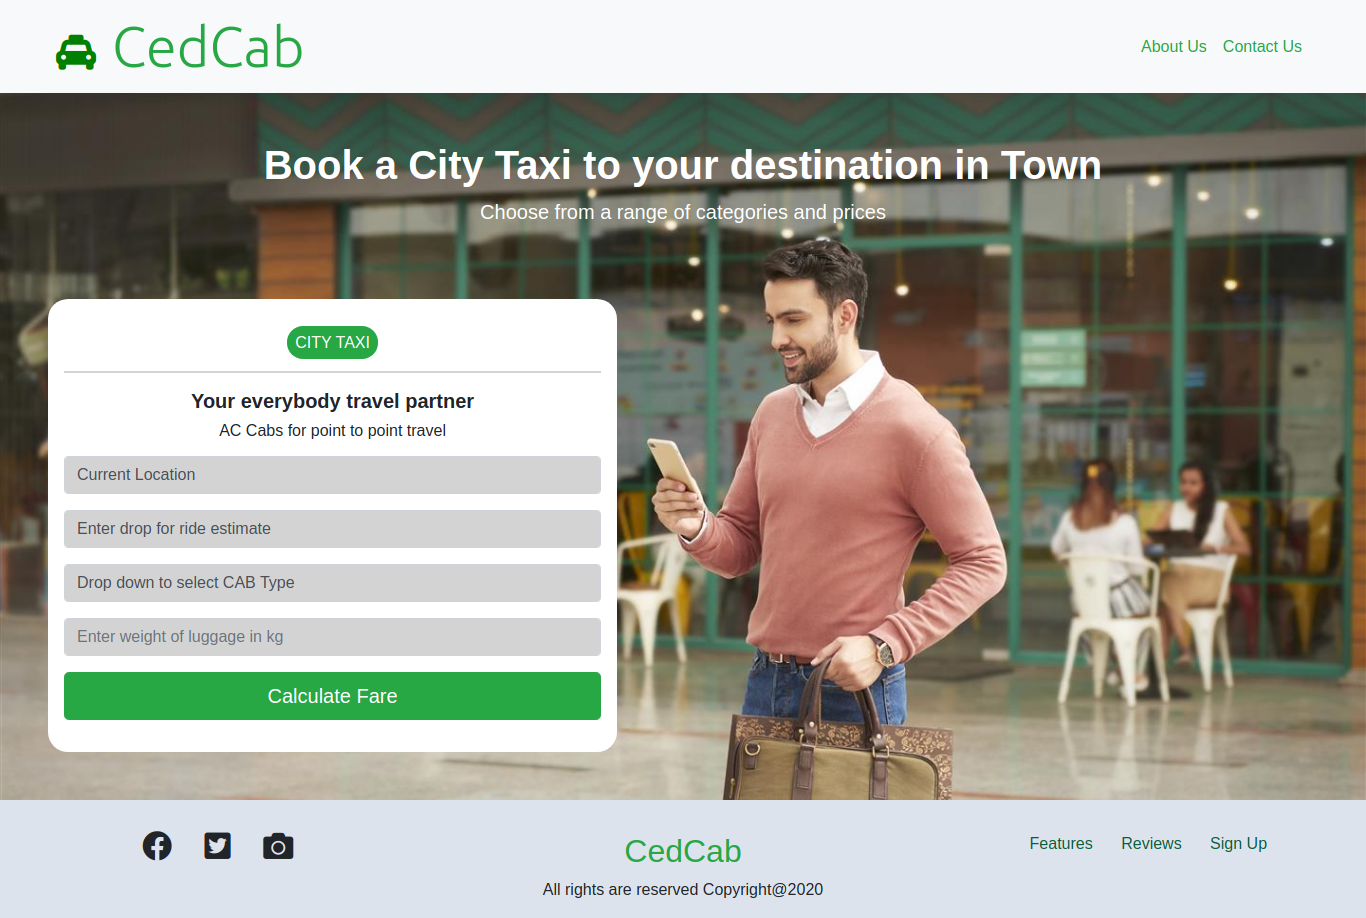 CedCab
About Us Contact Us
Book a City Taxi to your destination in Town
Choose from a range of categories and prices
CITY TAXI
Your everybody travel partner
AC Cabs for point to point travel
Current Location
Enter drop for ride estimate
Drop down to select CAB Type
Enter weight of luggage in kg
Calculate Fare
CedCab
All rights are reserved Copyright@2020
Features Reviews Sign Up